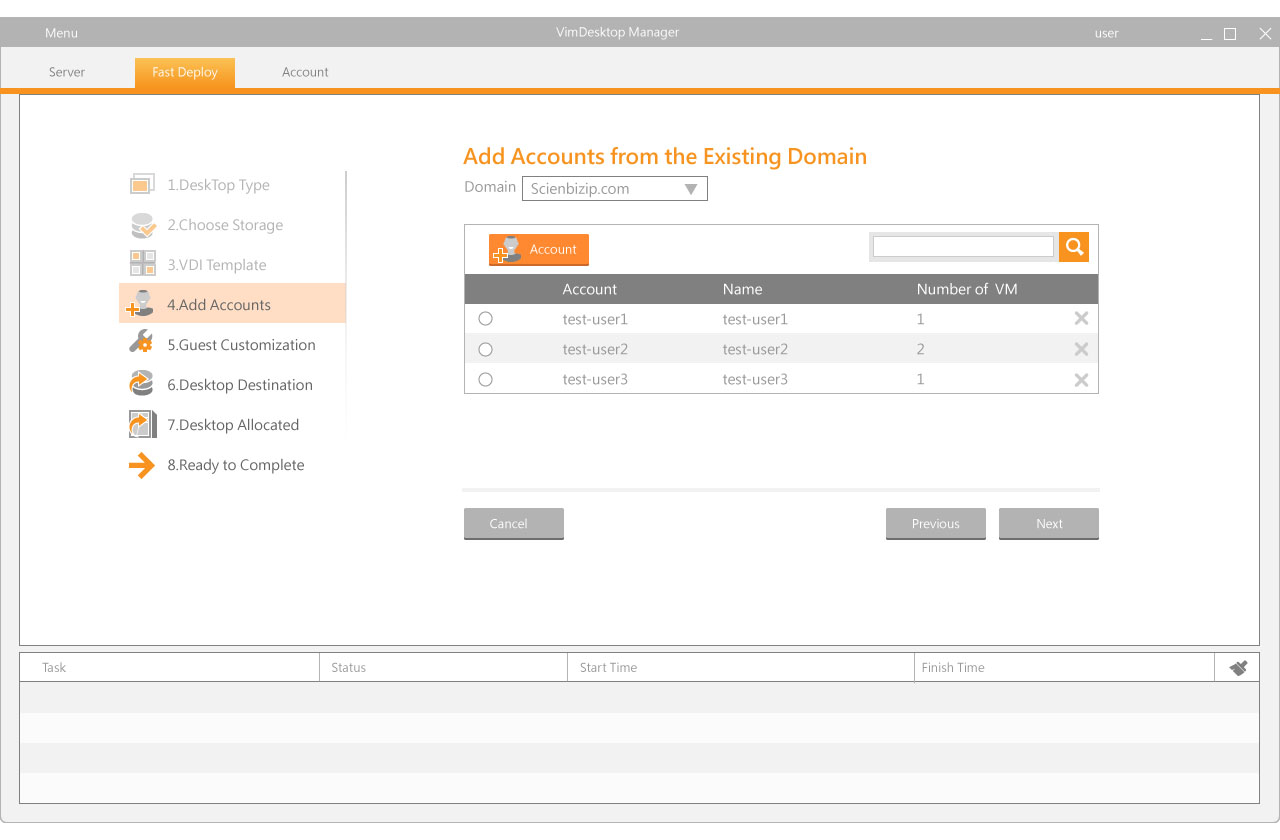 Menu VimDesktop Manager user
Server Fast Deploy Account
1.DeskTop Type
2.Choose Storage
3.VDI Template
4.Add Accounts
5.Guest Customization
6.Desktop Destination
7.Desktop Allocated
8.Ready to Complete
Add Accounts from the Existing Domain
Domain Scienbizip.com
Account
Account Name Number of VM
test-user1 test-user1 1
test-user2 test-user2 2
test-user3 test-user3 1
Cancel Previous Next
Task Status Start Time Finish Time